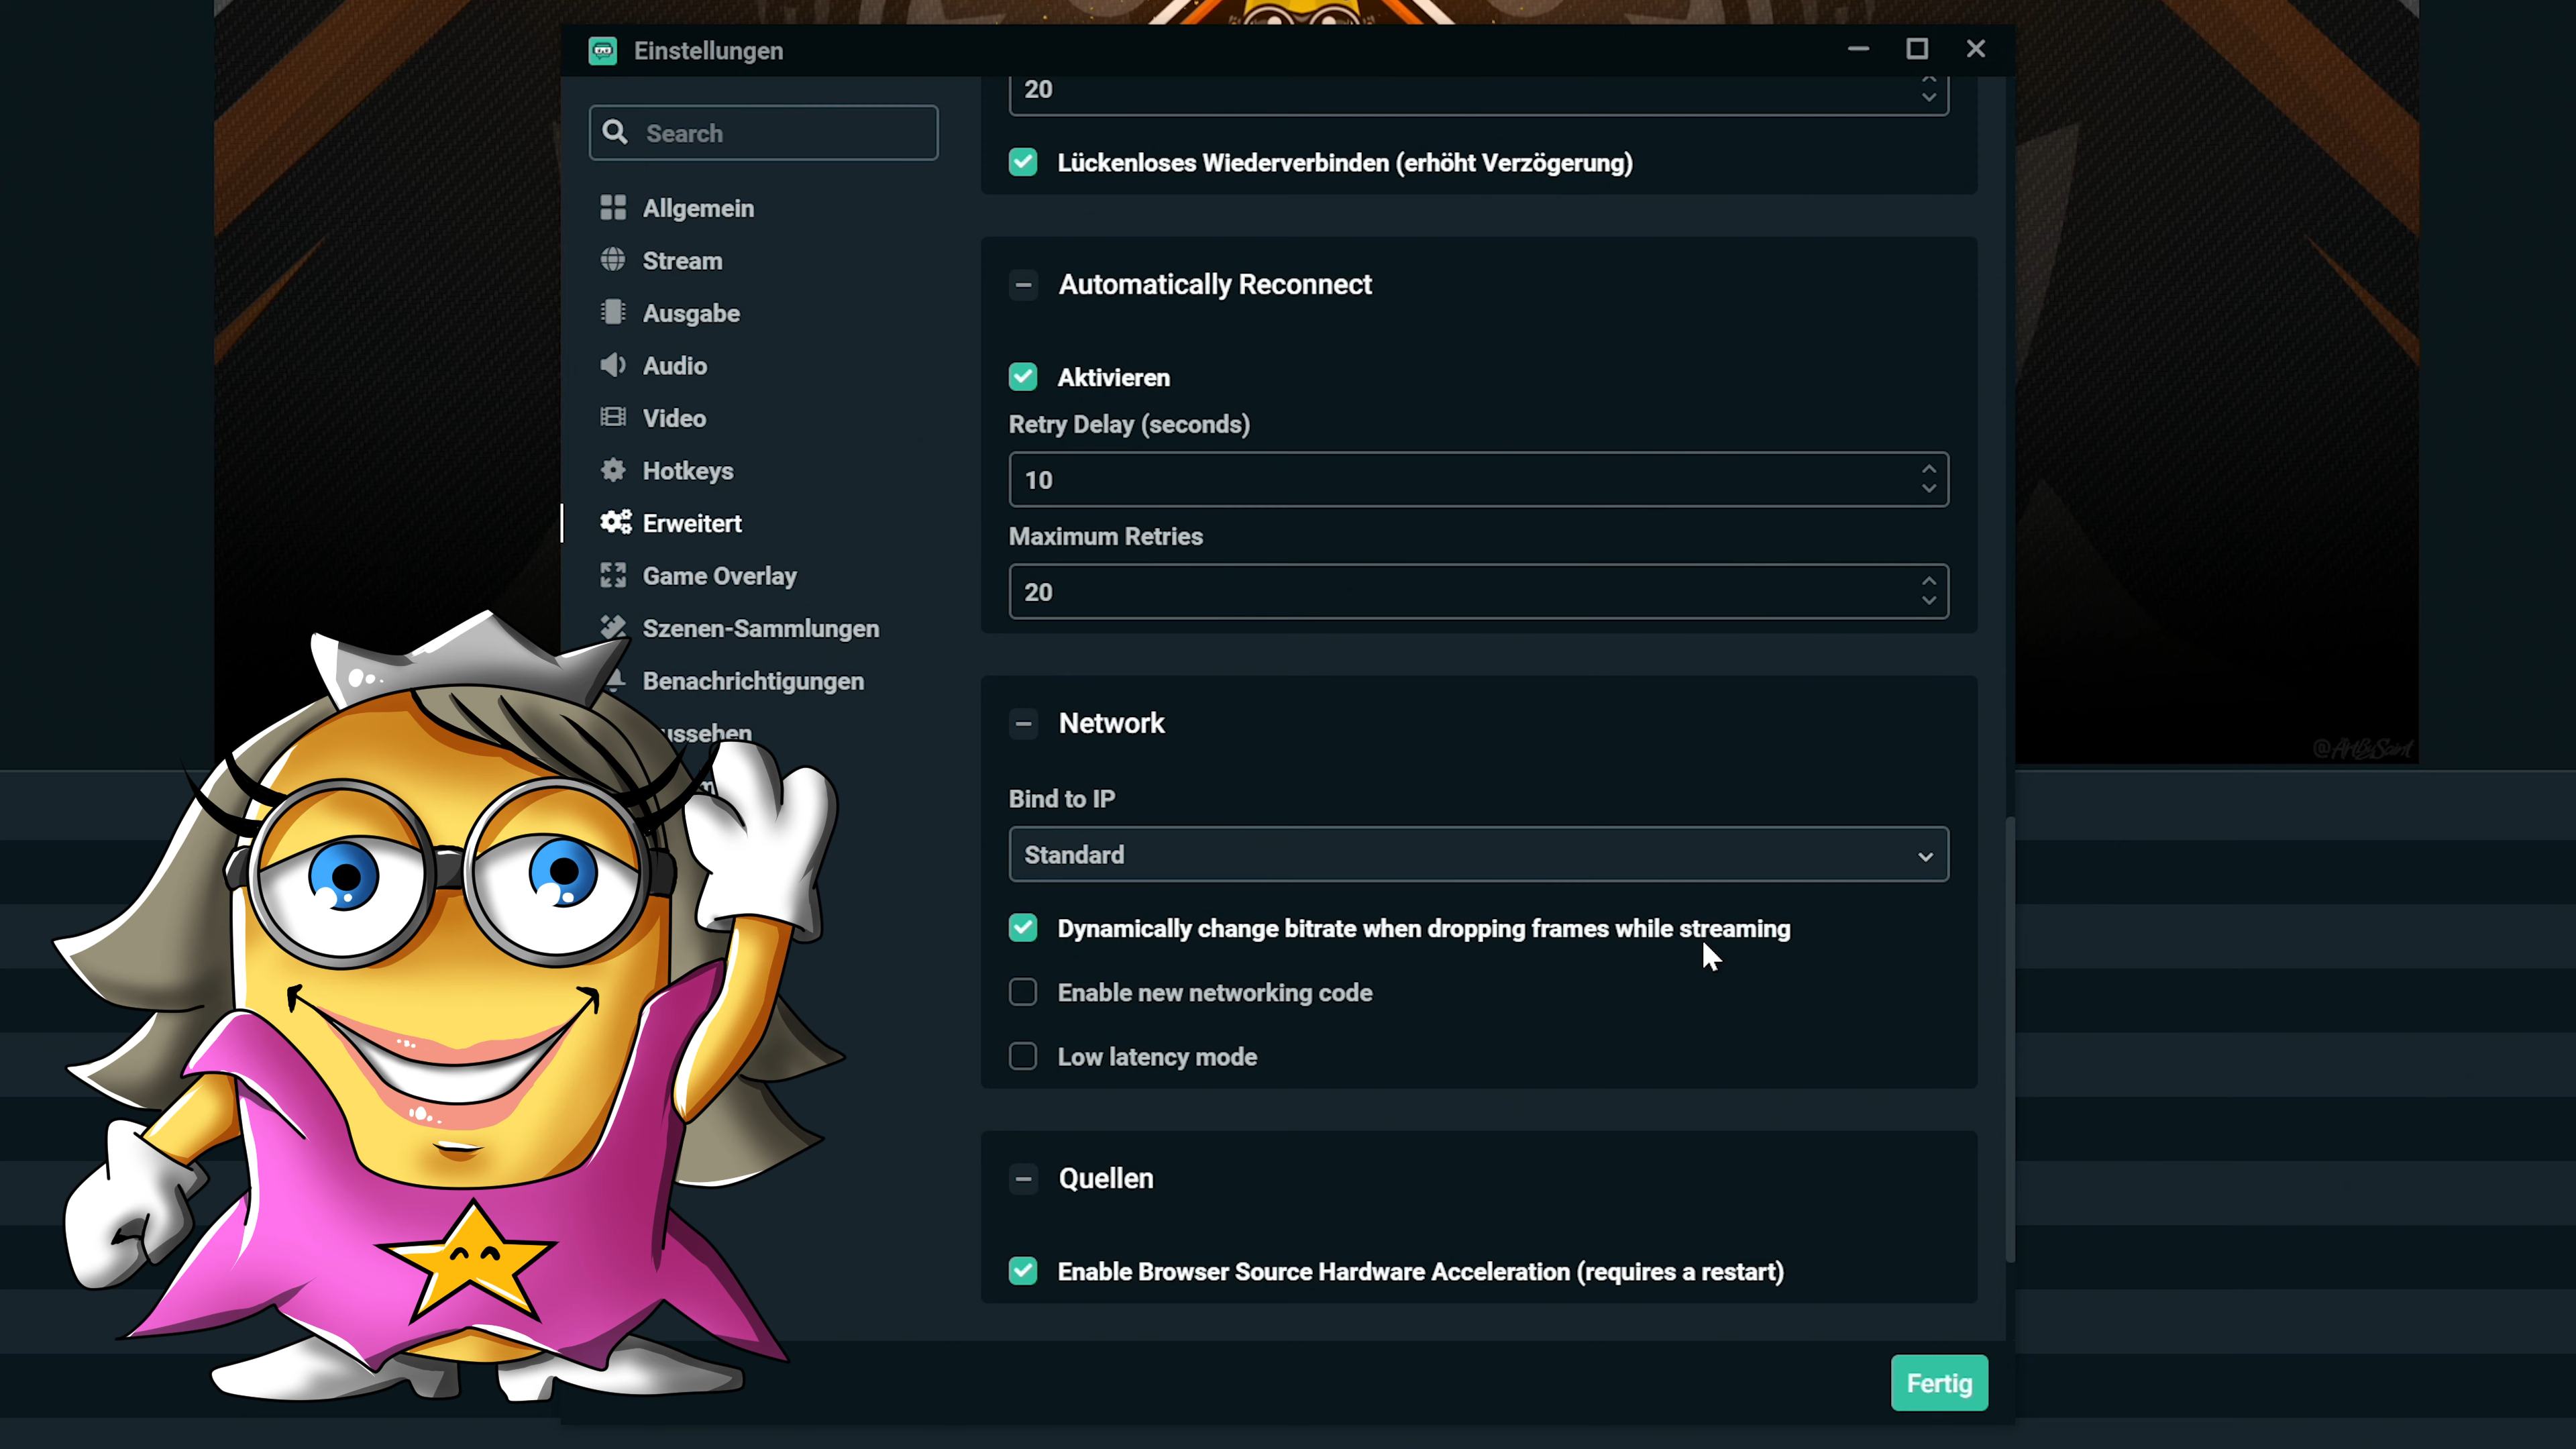 Einstellungen
Search
Allgemein
Stream
Ausgabe
Audio
Video
Hotkeys
Erweitert
Game Overlay
Szenen-Sammlungen
Benachrichtigungen
20
Lückenloses Wiederverbinden (erhöht Verzögerung)
Automatically Reconnect
Aktivieren
Retry Delay (seconds)
10
Maximum Retries
20
Network
Bind to IP
Standard
Dynamically change bitrate when dropping frames while streaming
Enable new networking code
Low latency mode
Quellen
Enable Browser Source Hardware Acceleration (requires a restart)
Fertig